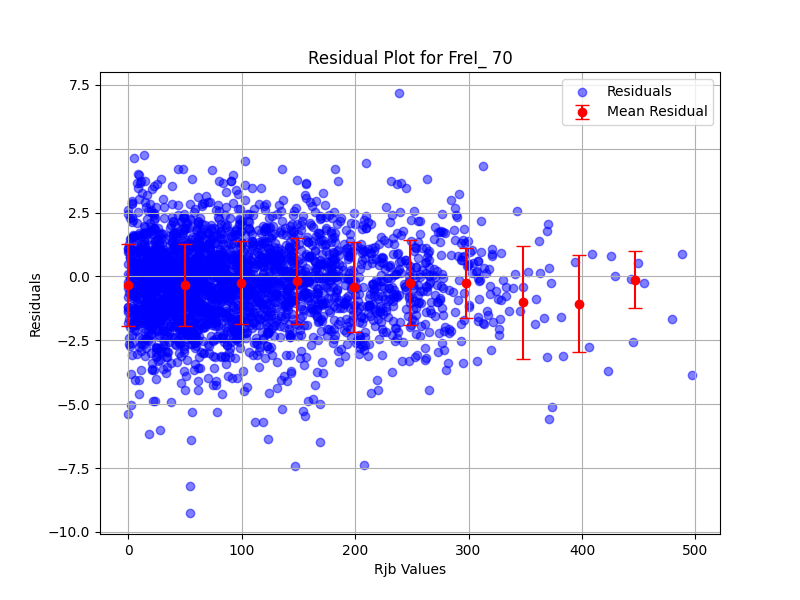 Residual Plot for FreI_ 70
Residuals
Mean Residual
7.5
5.0
2.5
0.0
−2.5
−5.0
−7.5
−10.0
Residuals
0 100 200 300 400 500
Rjb Values